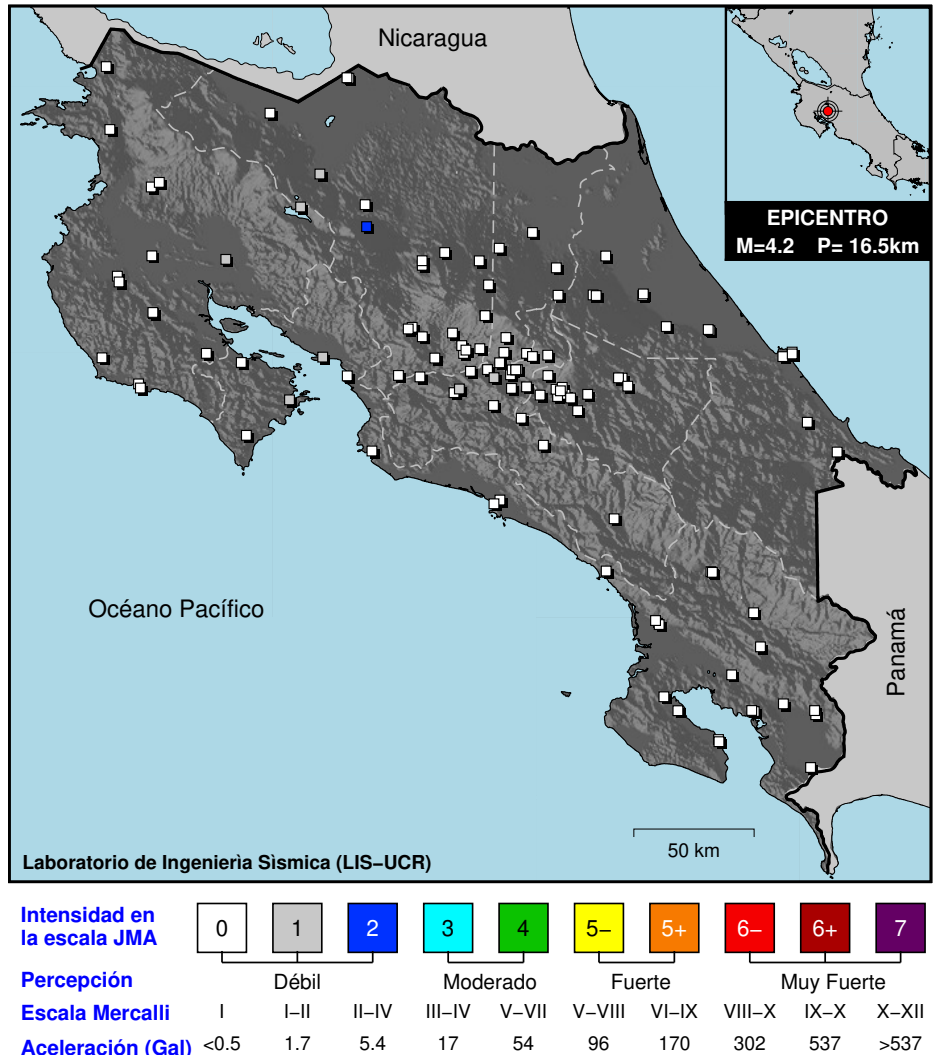 Nicaragua
EPICENTRO
M=4.2 P= 16.5km
Océano Pacífico
Panamá
50 km
Laboratorio de Ingenierìa Sìsmica (LIS−UCR)
Intensidad en
la escala JMA
0 1 2 3 4 5− 5+ 6− 6+ 7
Percepción Débil Moderado Fuerte Muy Fuerte
Escala Mercalli I I−II II−IV III−IV V−VII V−VIII VI−IX VIII−X IX−X X−XII
Aceleración (Gal) <0.5 1.7 5.4 17 54 96 170 302 537 >537